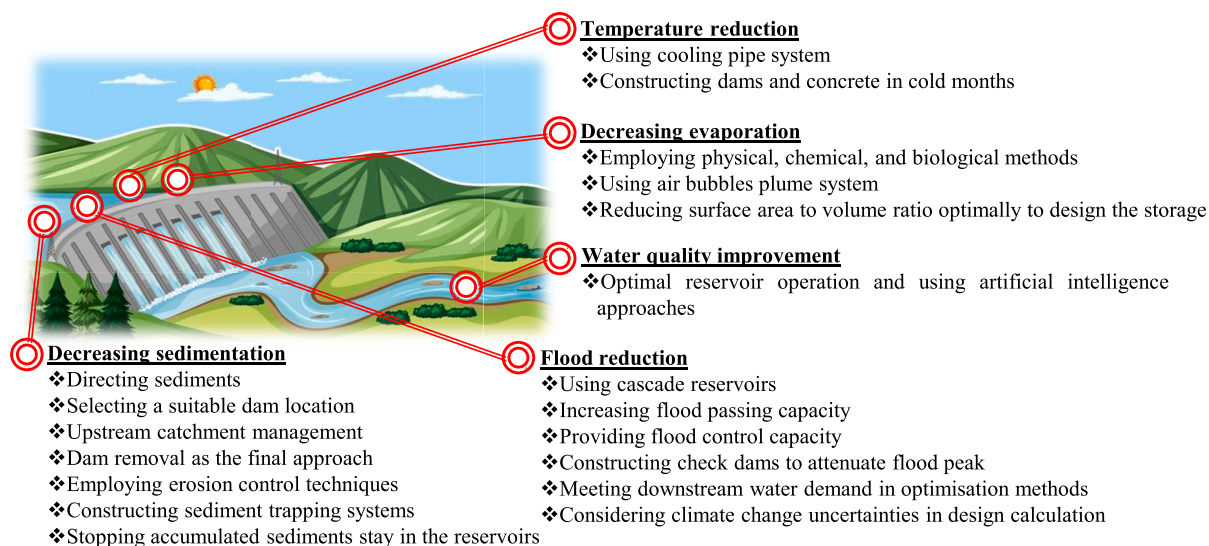 Temperature reduction
❖Using cooling pipe system
❖Constructing dams and concrete in cold months
Decreasing evaporation
❖Employing physical, chemical, and biological methods
❖Using air bubbles plume system
❖Reducing surface area to volume ratio optimally to design the storage
Water quality improvement
❖Optimal reservoir operation and using artificial intelligence
approaches
Decreasing sedimentation
❖Directing sediments
❖Selecting a suitable dam location
❖Upstream catchment management
❖Dam removal as the final approach
❖Employing erosion control techniques
❖Constructing sediment trapping systems
❖Stopping accumulated sediments stay in the reservoirs
Flood reduction
❖Using cascade reservoirs
❖Increasing flood passing capacity
❖Providing flood control capacity
❖Constructing check dams to attenuate flood peak
❖Meeting downstream water demand in optimisation methods
❖Considering climate change uncertainties in design calculation